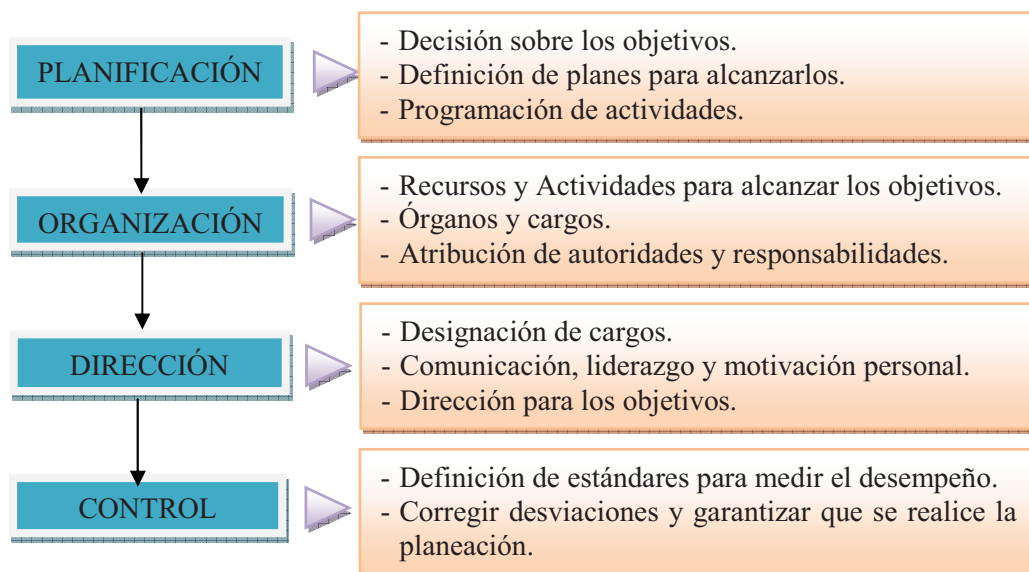 PLANIFICACIÓN
- Decisión sobre los objetivos.
- Definición de planes para alcanzarlos.
- Programación de actividades.
ORGANIZACIÓN
- Recursos y Actividades para alcanzar los objetivos.
- Órganos y cargos.
- Atribución de autoridades y responsabilidades.
DIRECCIÓN
- Designación de cargos.
- Comunicación, liderazgo y motivación personal.
- Dirección para los objetivos.
CONTROL
- Definición de estándares para medir el desempeño.
- Corregir desviaciones y garantizar que se realice la
planeación.